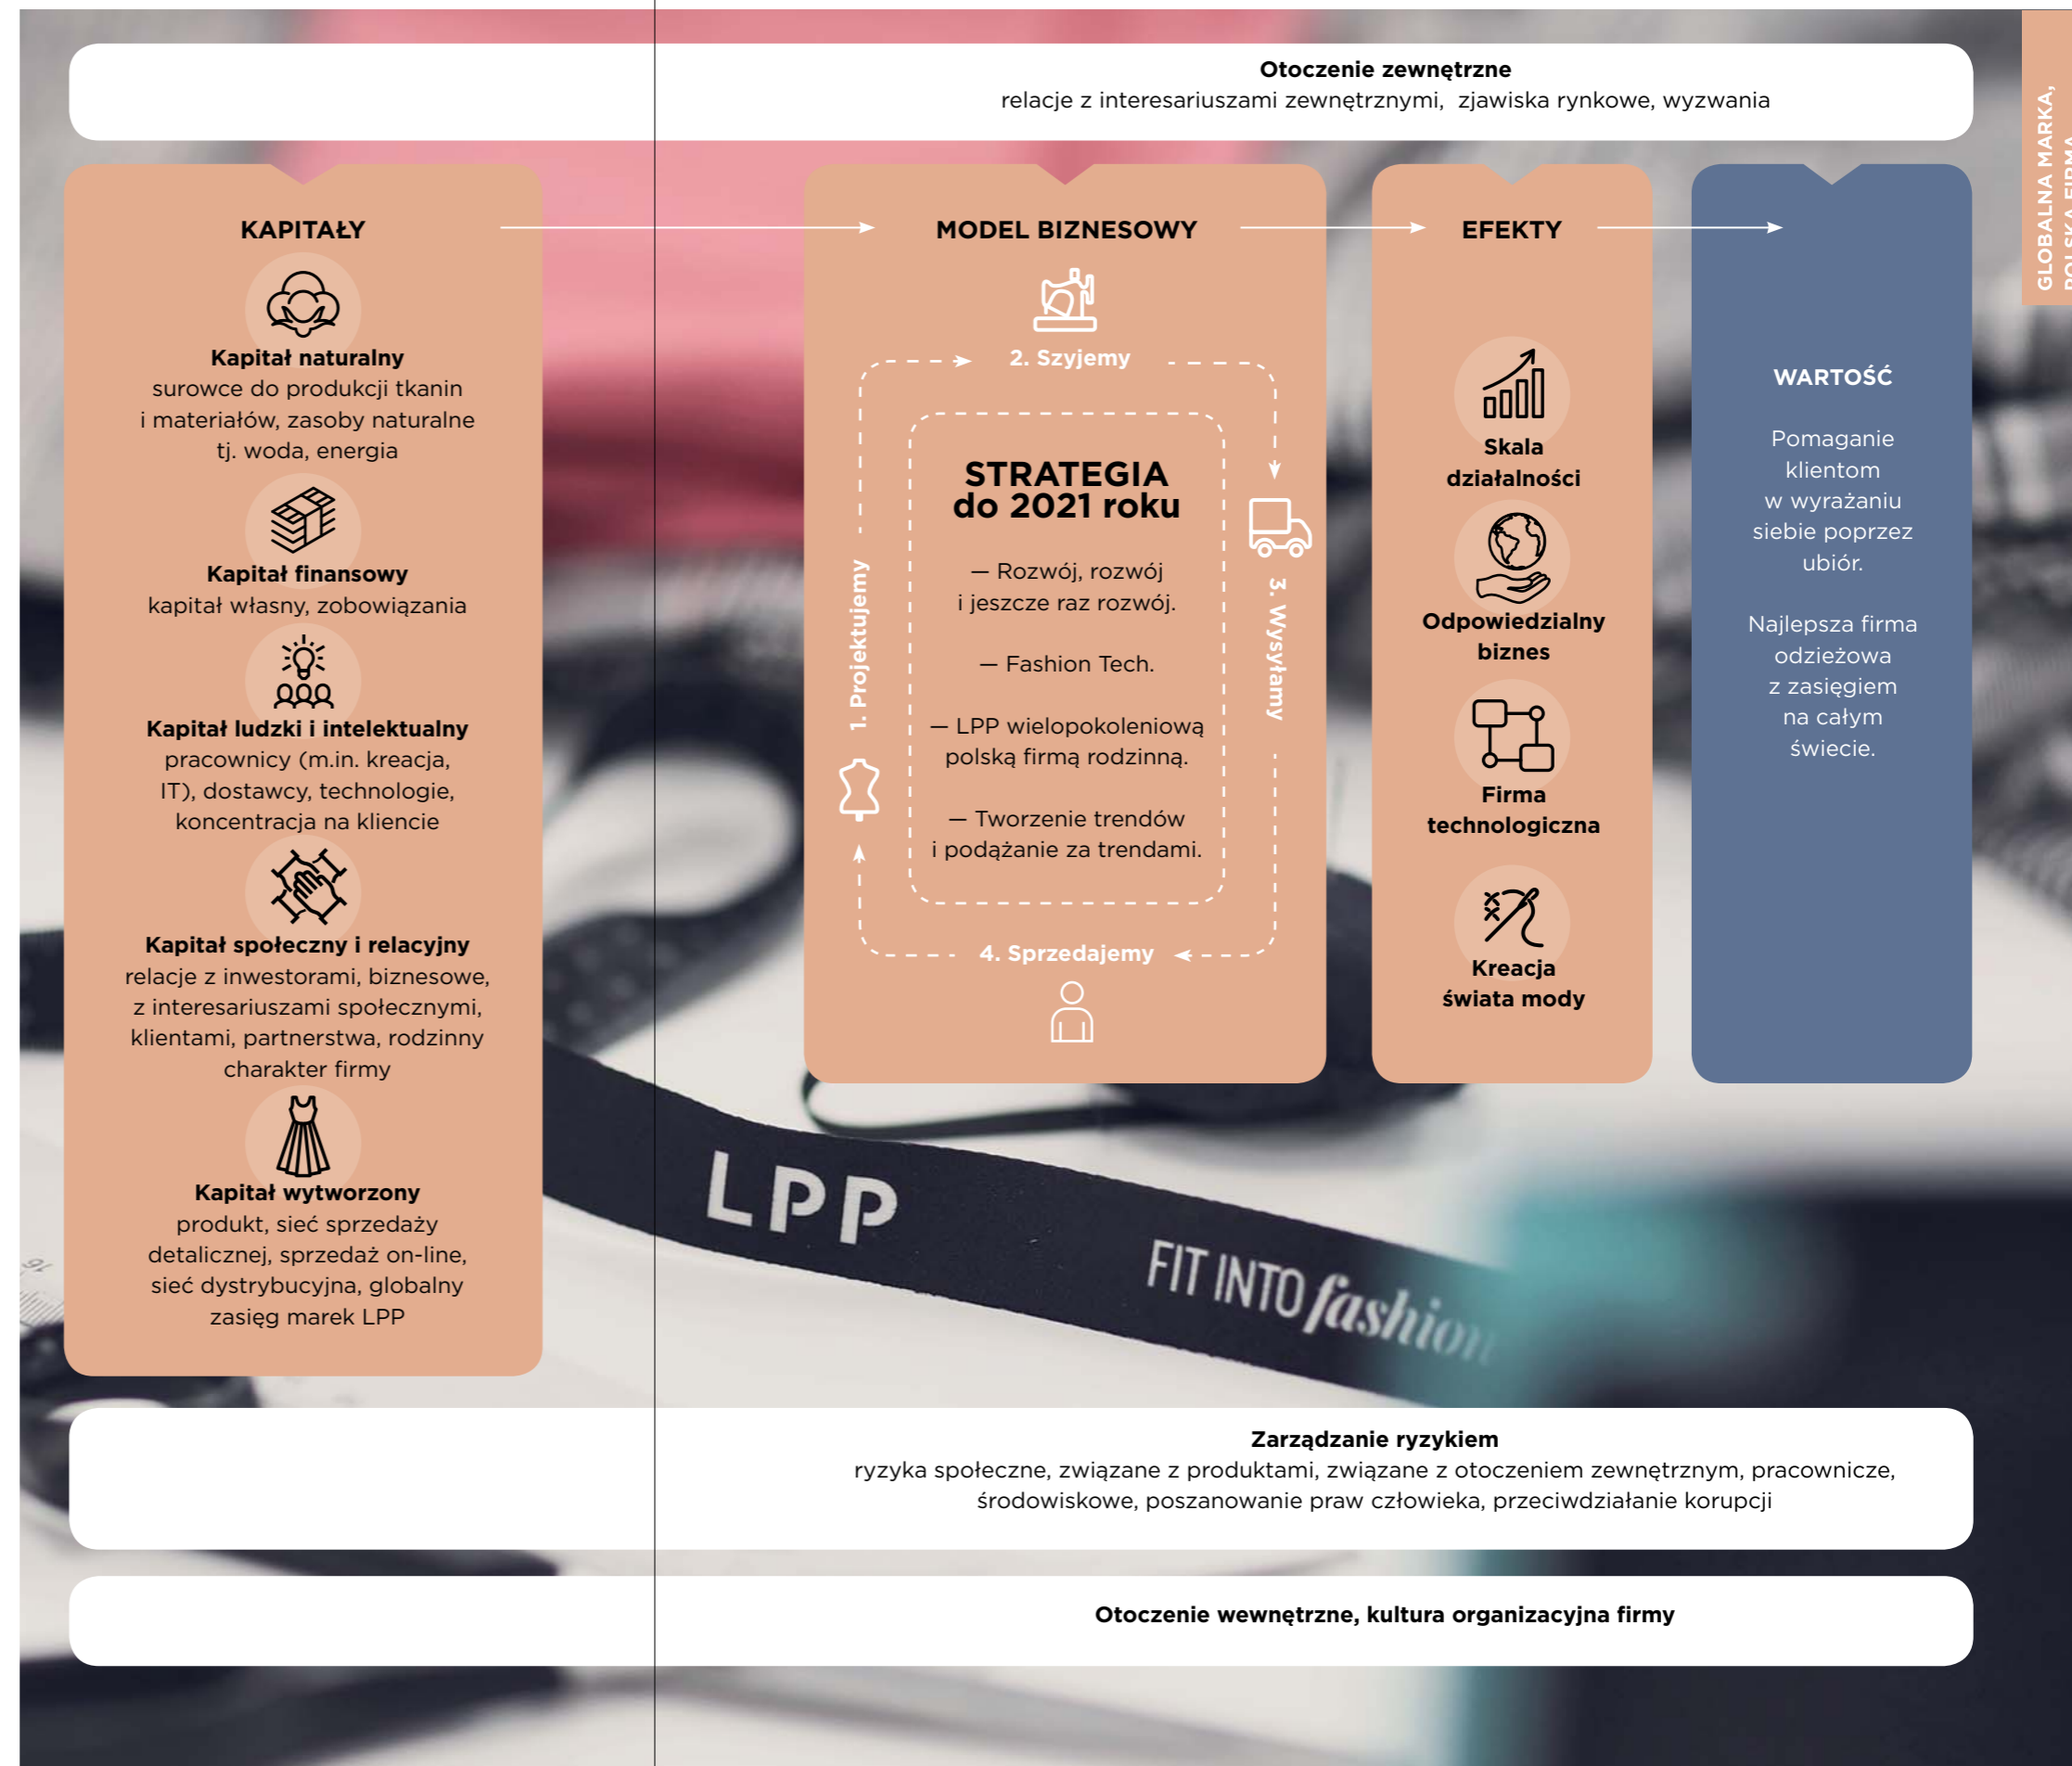 Otoczenie zewnętrzne
relacje z interesariuszami zewnętrznymi, zjawiska rynkowe, wyzwania
GLOBALNA MARKA,
POLSKA FIRMA
KAPITAŁY
Kapitał naturalny
surowce do produkcji tkanin
i materiałów, zasoby naturalne
tj. woda, energia
Kapitał finansowy
kapitał własny, zobowiązania
Kapitał ludzki i intelektualny
pracownicy (m.in. kreacja,
IT), dostawcy, technologie,
koncentracja na kliencie
Kapitał społeczny i relacyjny
relacje z inwestorami, biznesowe,
z interesariuszami społecznymi,
klientami, partnerstwa, rodzinny
charakter firmy
Kapitał wytworzony
produkt, sieć sprzedaży
detalicznej, sprzedaż on-line,
sieć dystrybucyjna, globalny
zasięg marek LPP
MODEL BIZNESOWY
1. Projektujemy
2. Szyjemy
3. Wysyłamy
4. Sprzedajemy
STRATEGIA
do 2021 roku
— Rozwój, rozwój
i jeszcze raz rozwój.
— Fashion Tech.
— LPP wielopokoleniową
polską firmą rodzinną.
— Tworzenie trendów
i podążanie za trendami.
EFEKTY
Skala
działalności
Odpowiedzialny
biznes
Firma
technologiczna
Kreacja
świata mody
WARTOŚĆ
Pomaganie
klientom
w wyrażaniu
siebie poprzez
ubiór.
Najlepsza firma
odzieżowa
z zasięgiem
na całym
świecie.
LPP
FIT INTO fashion
Zarządzanie ryzykiem
ryzyka społeczne, związane z produktami, związane z otoczeniem zewnętrznym, pracownicze,
środowiskowe, poszanowanie praw człowieka, przeciwdziałanie korupcji
Otoczenie wewnętrzne, kultura organizacyjna firmy